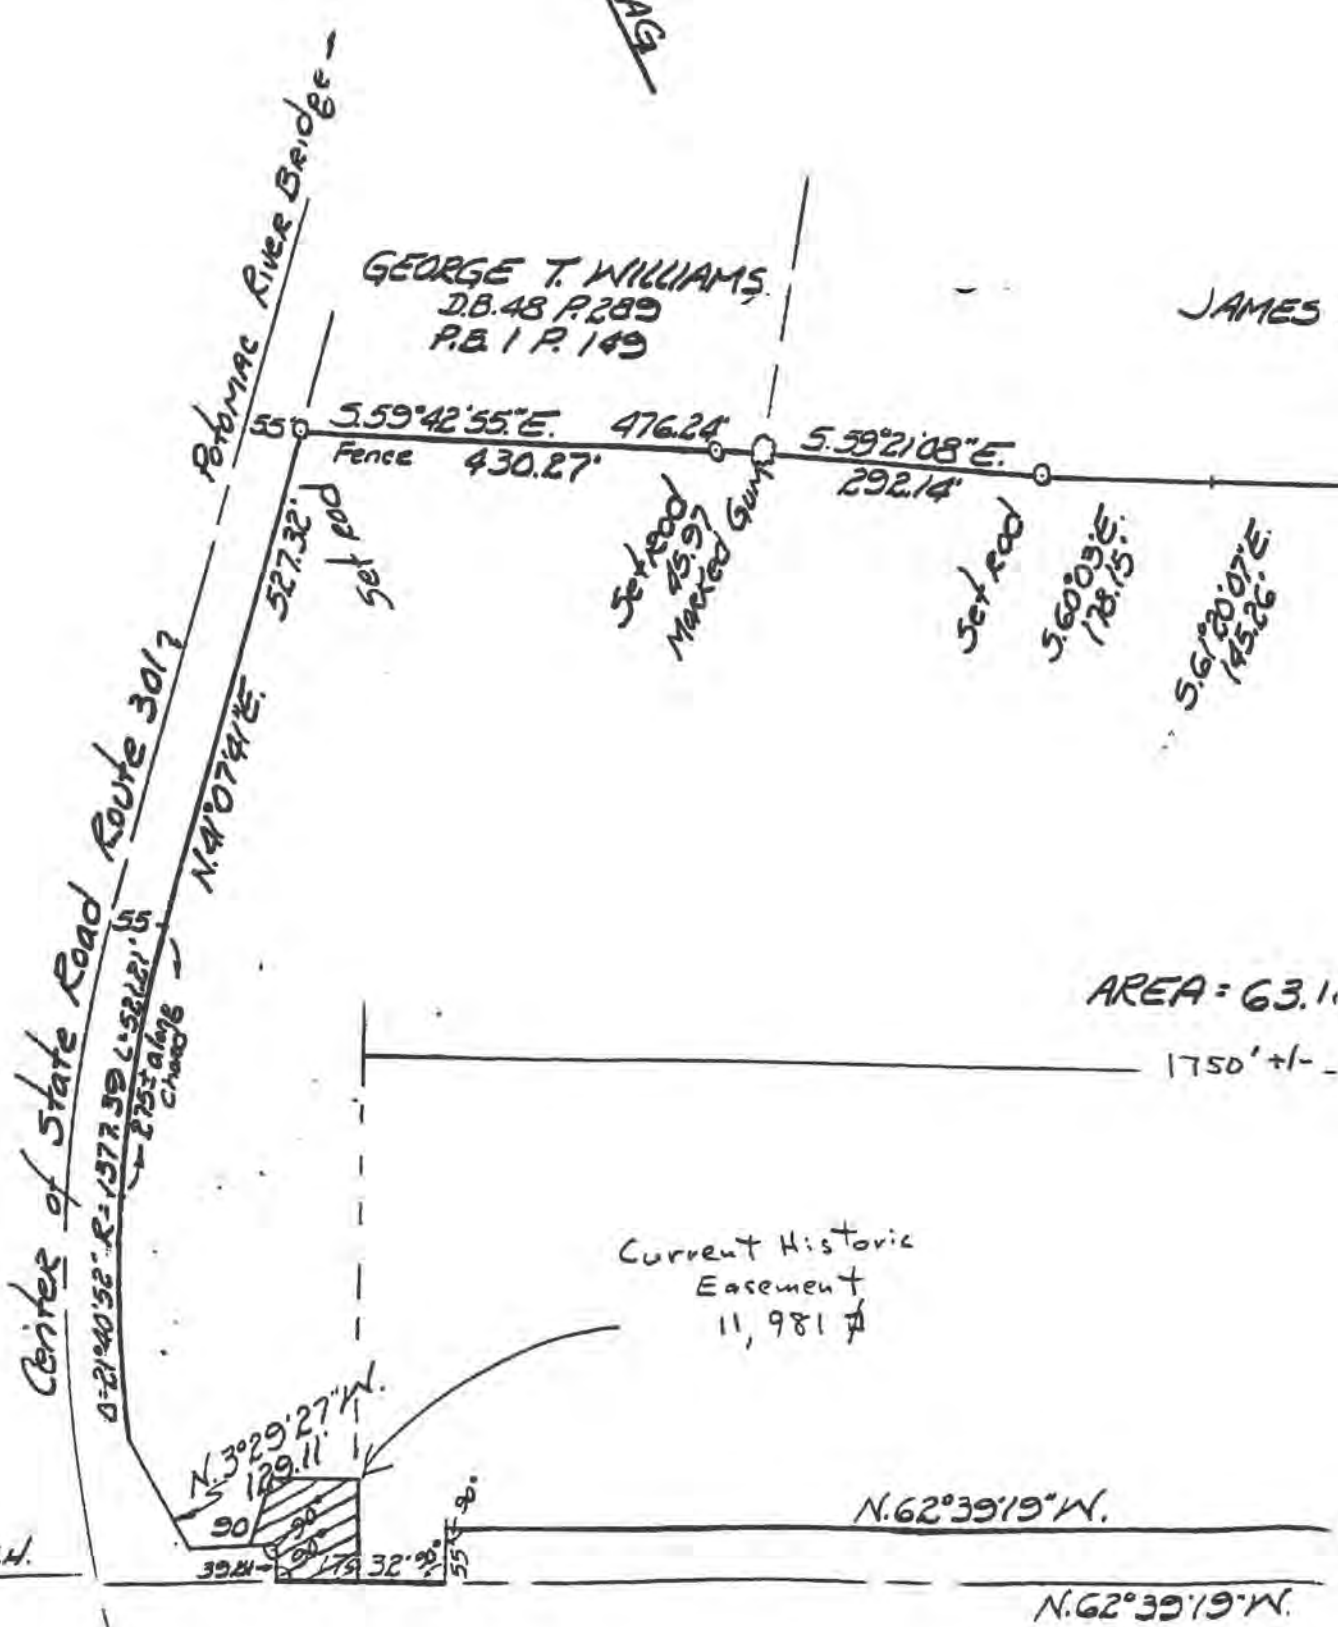 AG
Potomac River Bridge
GEORGE T. WILLIAMS
D.B. 48 P. 289
P.B. 1 P. 149
JAMES
55'
S.59°42'55"E. 476.24'
Fence 430.27'
S.59°21'08"E.
292.14'
527.32'
Set Rod
Set Rod
45.97
Marked Gum
Set Rod
S.60°03'E.
178.15'
S.61°20'07"E.
145.26'
N.41°07'41"E.
Center of State Road Route 301
55
AREA = 63.1
1750' +/-
Δ=21°40'52" R=1377.39 L=521.21'
275± along
Chord
Current Historic
Easement
11,981
N.3°29'27"W.
129.11'
90
90°
90°
39.21
175
32
90°
55'
90°
N.62°39'19"W.
H.
N.62°39'19"W.